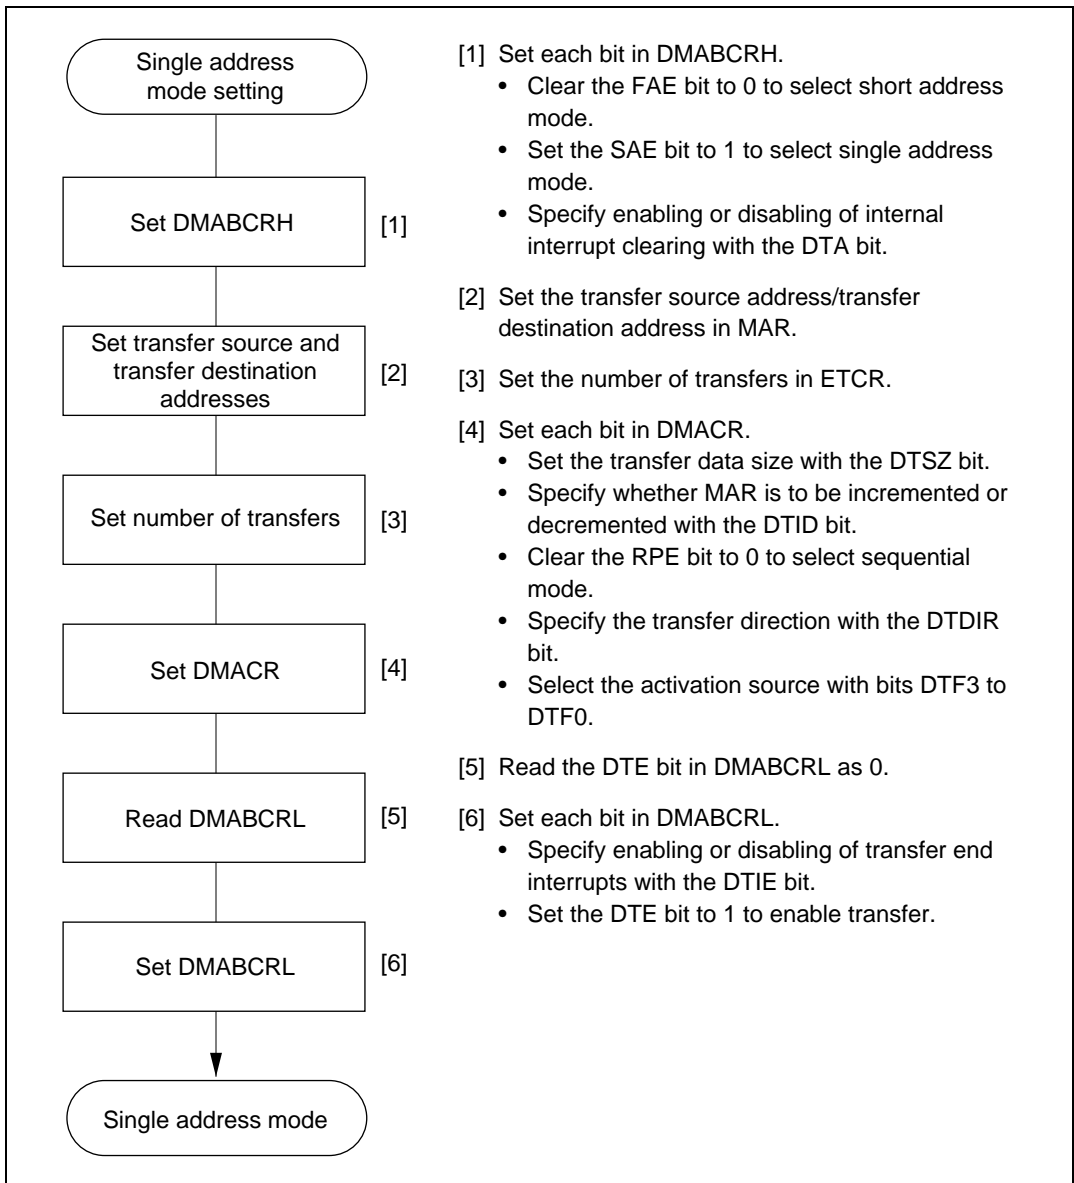 Single address
mode setting
Set DMABCRH
[1]
Set transfer source and
transfer destination
addresses
[2]
Set number of transfers
[3]
Set DMACR
[4]
Read DMABCRL
[5]
Set DMABCRL
[6]
Single address mode
[1] Set each bit in DMABCRH.
• Clear the FAE bit to 0 to select short address
mode.
• Set the SAE bit to 1 to select single address
mode.
• Specify enabling or disabling of internal
interrupt clearing with the DTA bit.
[2] Set the transfer source address/transfer
destination address in MAR.
[3] Set the number of transfers in ETCR.
[4] Set each bit in DMACR.
• Set the transfer data size with the DTSZ bit.
• Specify whether MAR is to be incremented or
decremented with the DTID bit.
• Clear the RPE bit to 0 to select sequential
mode.
• Specify the transfer direction with the DTDIR
bit.
• Select the activation source with bits DTF3 to
DTF0.
[5] Read the DTE bit in DMABCRL as 0.
[6] Set each bit in DMABCRL.
• Specify enabling or disabling of transfer end
interrupts with the DTIE bit.
• Set the DTE bit to 1 to enable transfer.